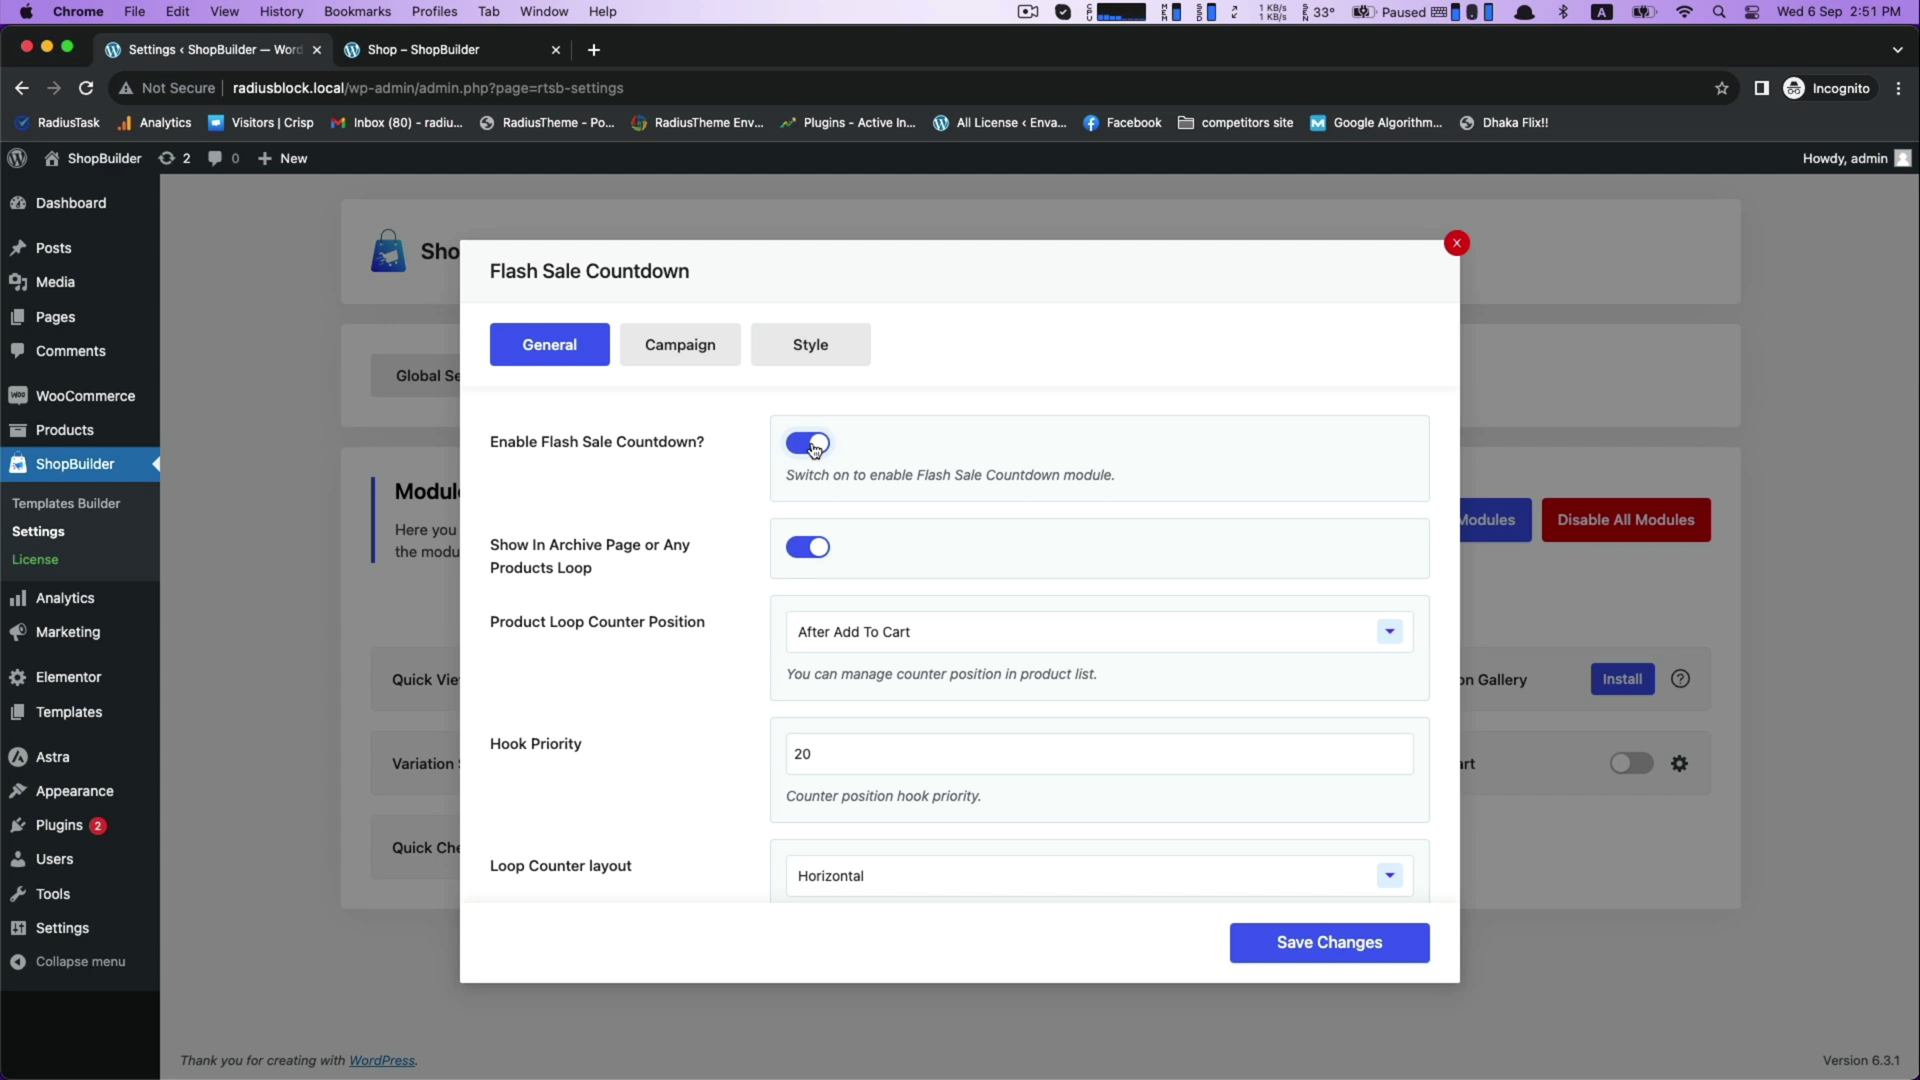 Chrome File Edit View History Bookmarks Profiles Tab Window Help 1 KB/s 1 KB/s 33° Paused A Wed 6 Sep 2:51 PM
Settings ‹ ShopBuilder — Word Shop – ShopBuilder
Not Secure radiusblock.local/wp-admin/admin.php?page=rtsb-settings Incognito
RadiusTask Analytics Visitors | Crisp Inbox (80) - radiu... RadiusTheme - Po... RadiusTheme Env... Plugins - Active In... All License ‹ Enva... Facebook competitors site Google Algorithm... Dhaka Flix!!
ShopBuilder 2 0 New Howdy, admin
Dashboard
Posts
Media
Pages
Comments
WooCommerce
Products
ShopBuilder
Templates Builder
Settings
License
Analytics
Marketing
Elementor
Templates
Astra
Appearance
Plugins 2
Users
Tools
Settings
Collapse menu
Sho
Global Se
Modul
Here you
the modu
Modules Disable All Modules
Quick Vie
on Gallery Install ?
Variation
art
Quick Che
Flash Sale Countdown
X
General Campaign Style
Enable Flash Sale Countdown?
Switch on to enable Flash Sale Countdown module.
Show In Archive Page or Any
Products Loop
Product Loop Counter Position
After Add To Cart
You can manage counter position in product list.
Hook Priority
20
Counter position hook priority.
Loop Counter layout
Horizontal
Save Changes
Thank you for creating with WordPress. Version 6.3.1